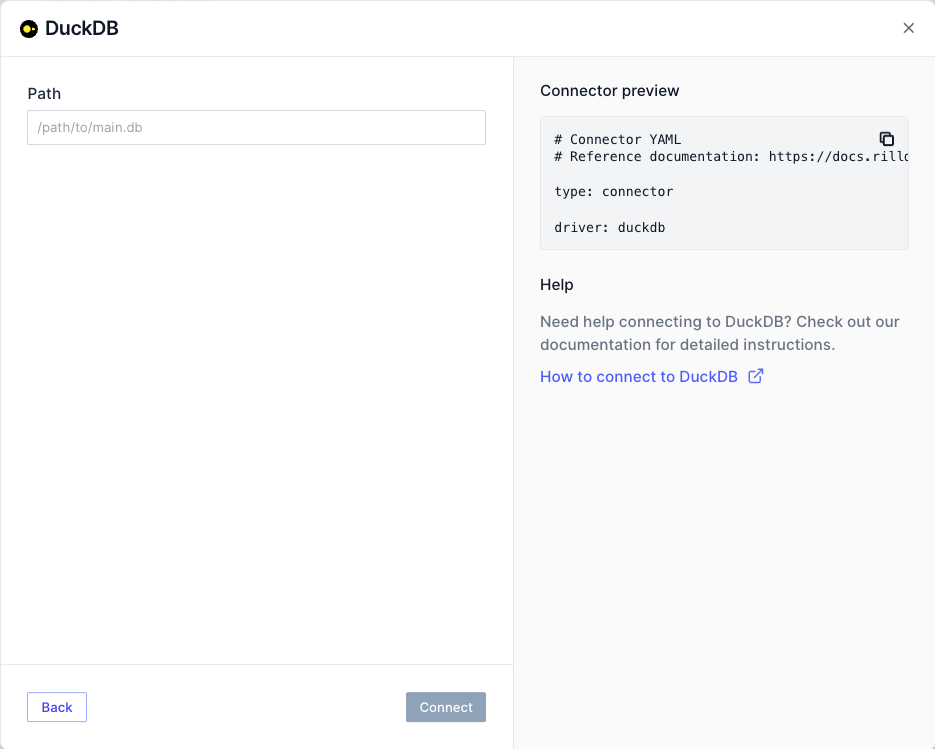 DuckDB
Path
/path/to/main.db
Back
Connect
Connector preview
# Connector YAML
# Reference documentation: https://docs.rill
type: connector
driver: duckdb
Help
Need help connecting to DuckDB? Check out our
documentation for detailed instructions.
How to connect to DuckDB